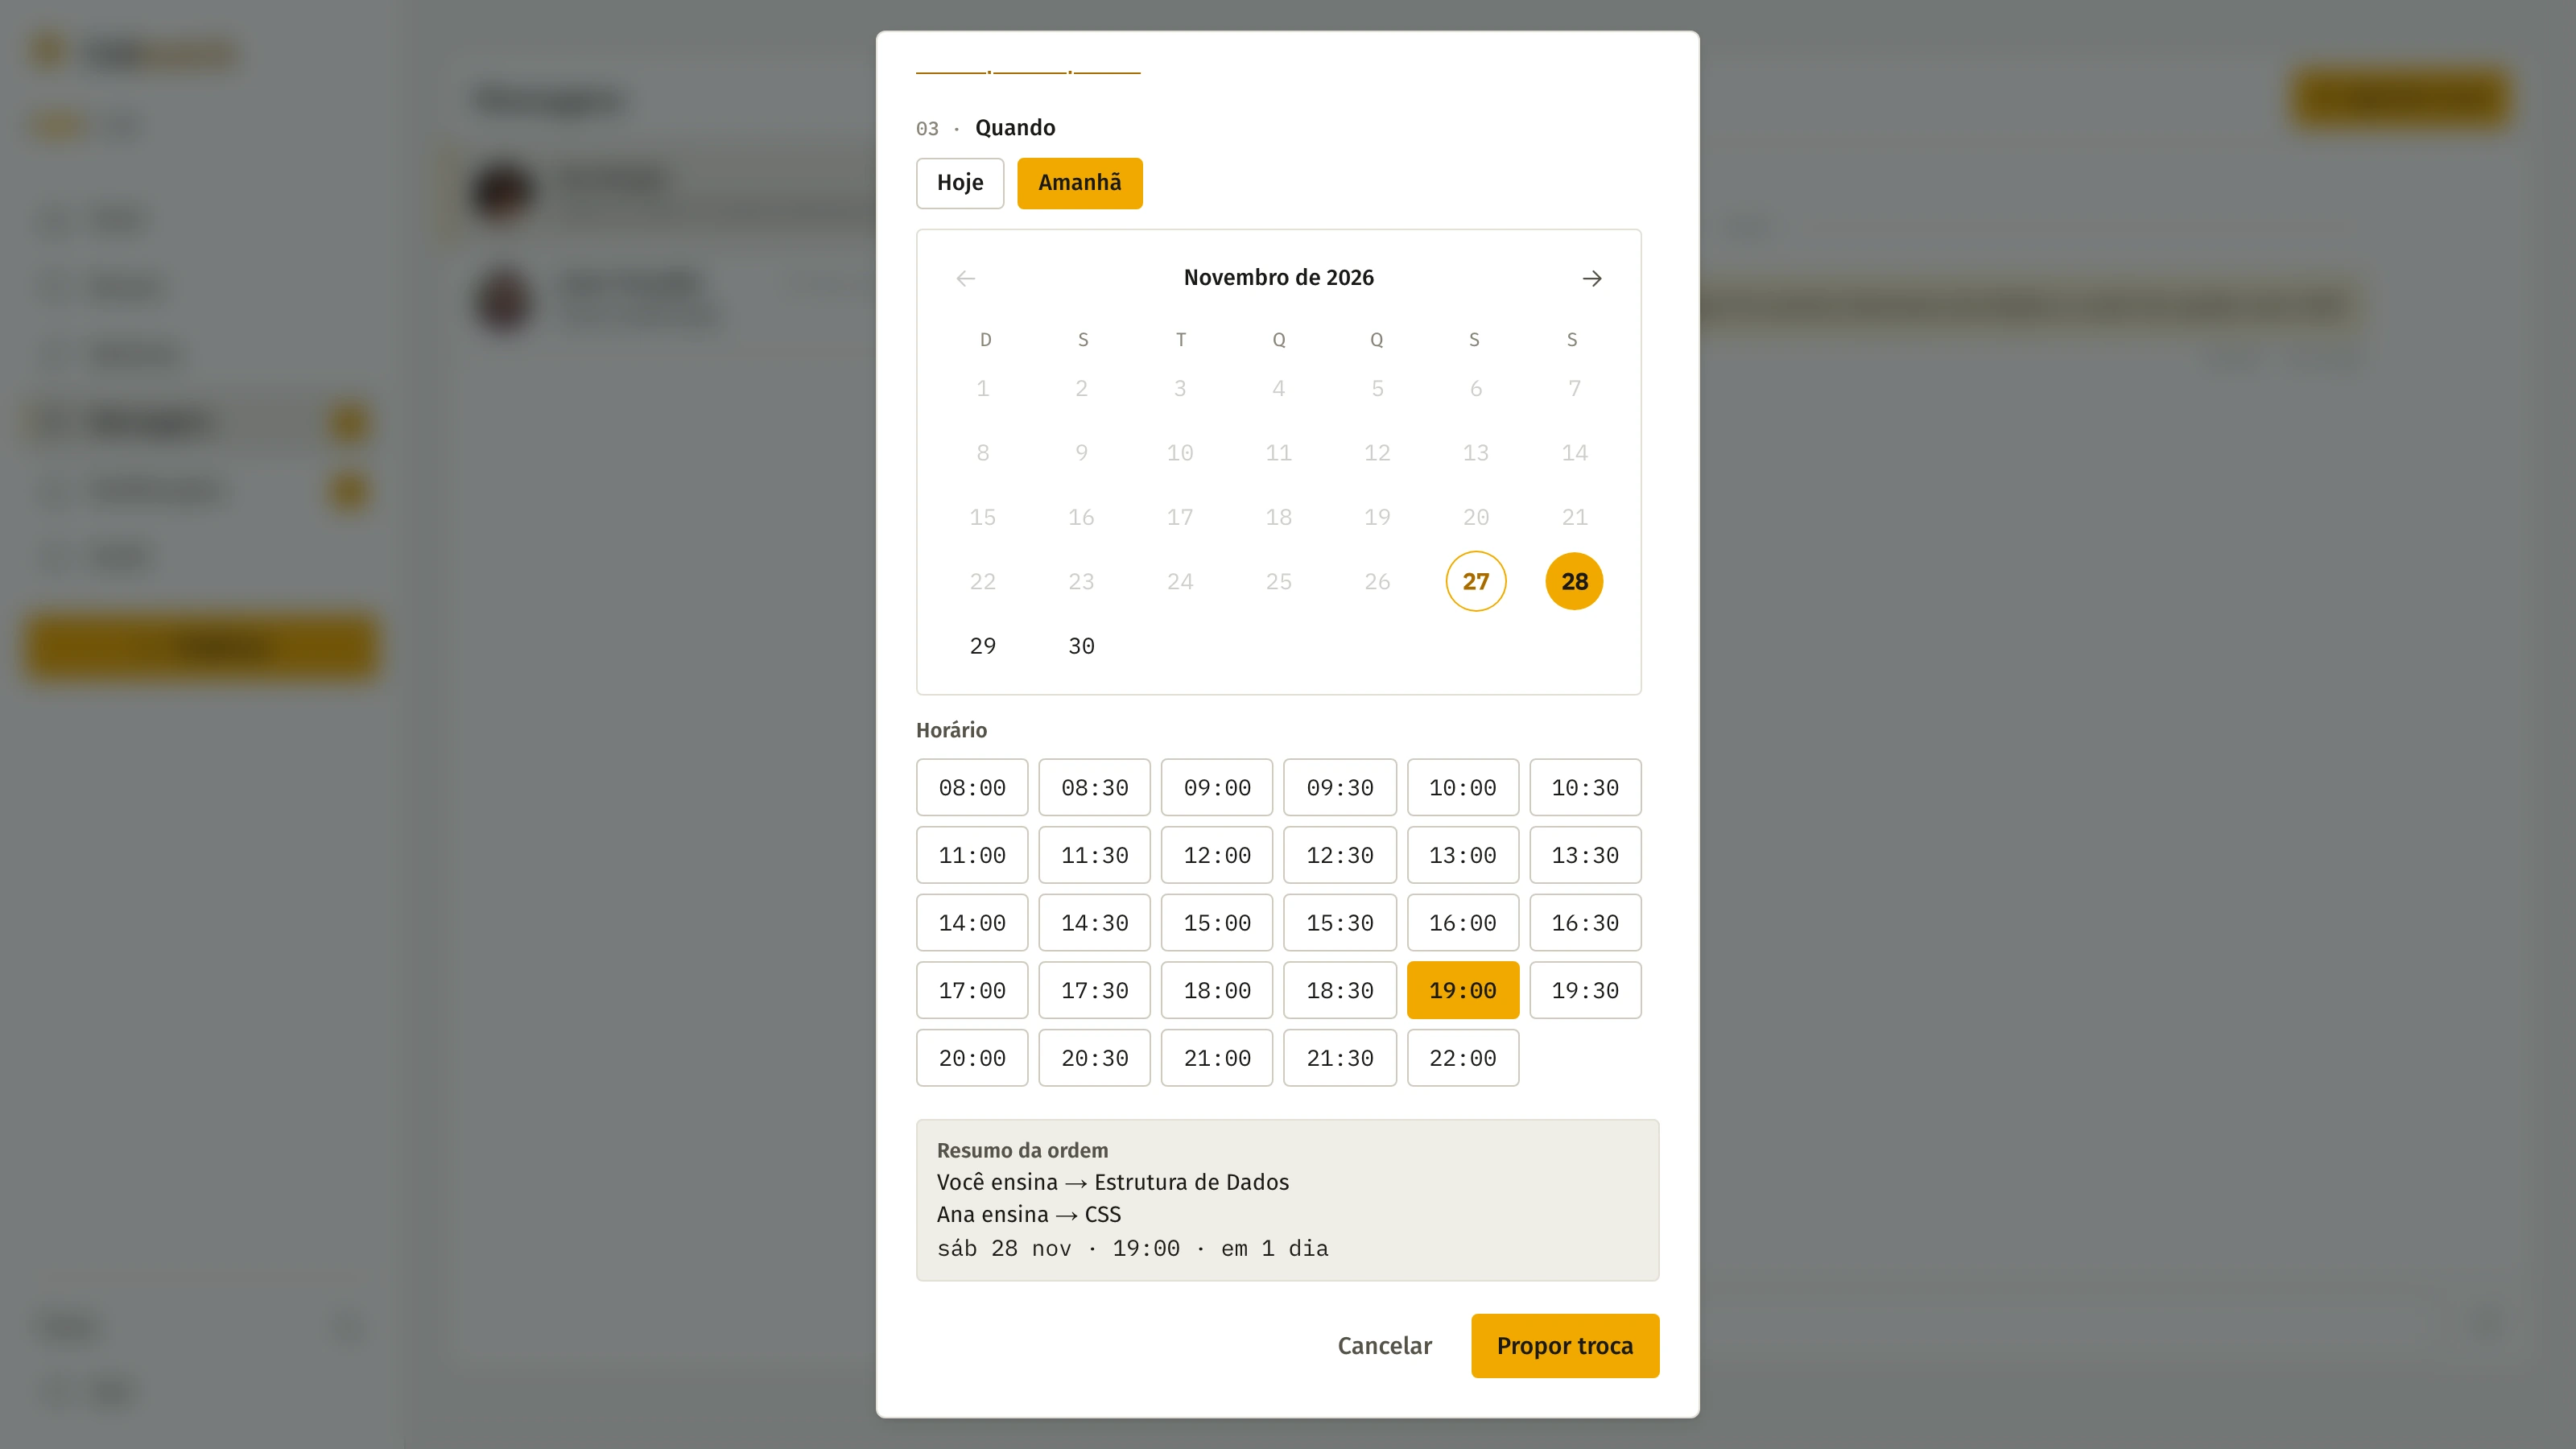 03 · Quando
Hoje Amanhã
← Novembro de 2026 →
D S T Q Q S S
1 2 3 4 5 6 7
8 9 10 11 12 13 14
15 16 17 18 19 20 21
22 23 24 25 26 27 28
29 30
Horário
08:00 08:30 09:00 09:30 10:00 10:30
11:00 11:30 12:00 12:30 13:00 13:30
14:00 14:30 15:00 15:30 16:00 16:30
17:00 17:30 18:00 18:30 19:00 19:30
20:00 20:30 21:00 21:30 22:00
Resumo da ordem
Você ensina → Estrutura de Dados
Ana ensina → CSS
sáb 28 nov · 19:00 · em 1 dia
Cancelar Propor troca